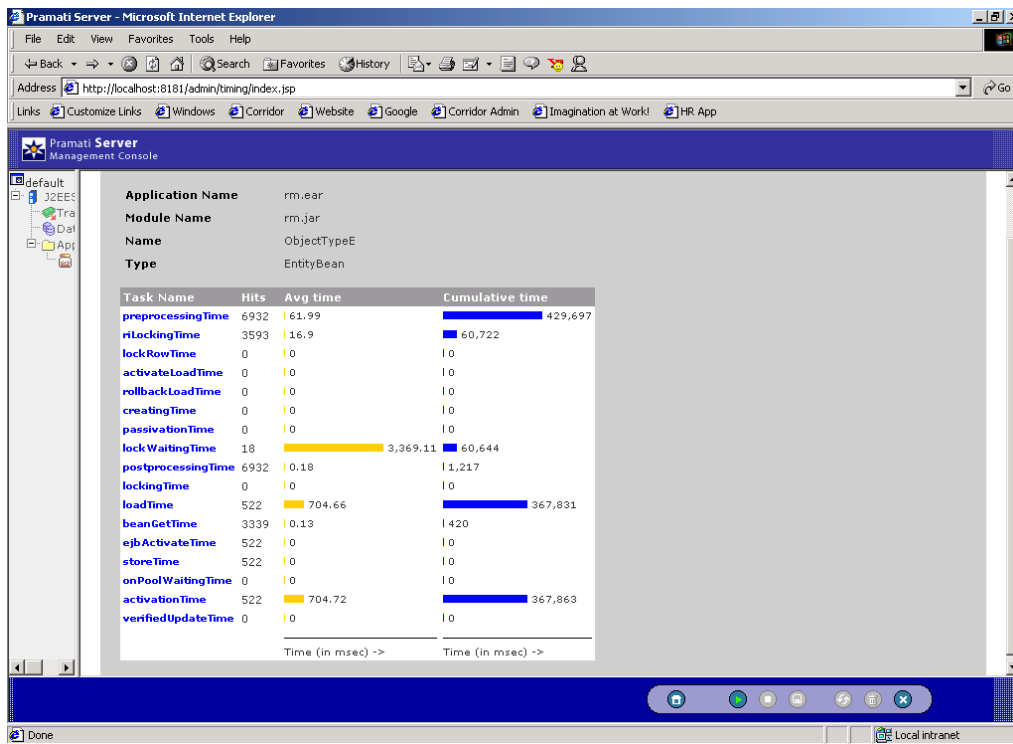 Pramati Server - Microsoft Internet Explorer
File Edit View Favorites Tools Help
Back Search Favorites History
Address http://localhost:8181/admin/timing/index.jsp Go
Links Customize Links Windows Corridor Website Google Corridor Admin Imagination at Work! HR App
Pramati Server
Management Console
default
J2EES
Tra
Dat
App
Application Name rm.ear
Module Name rm.jar
Name ObjectTypeE
Type EntityBean
Task Name Hits Avg time Cumulative time
preprocessingTime 6932 61.99 429,697
riLockingTime 3593 16.9 60,722
lockRowTime 0 0 0
activateLoadTime 0 0 0
rollbackLoadTime 0 0 0
creatingTime 0 0 0
passivationTime 0 0 0
lockWaitingTime 18 3,369.11 60,644
postprocessingTime 6932 0.18 1,217
lockingTime 0 0 0
loadTime 522 704.66 367,831
beanGetTime 3339 0.13 420
ejbActivateTime 522 0 0
storeTime 522 0 0
onPoolWaitingTime 0 0 0
activationTime 522 704.72 367,863
verifiedUpdateTime 0 0 0
Time (in msec) -> Time (in msec) ->
Done Local intranet